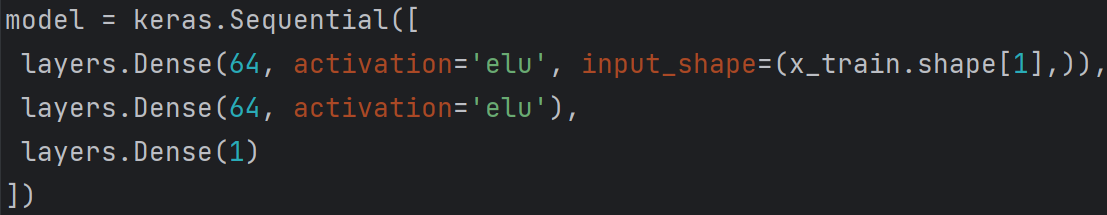 model = keras.Sequential([
 layers.Dense(64, activation='elu', input_shape=(x_train.shape[1],)),
 layers.Dense(64, activation='elu'),
 layers.Dense(1)
])